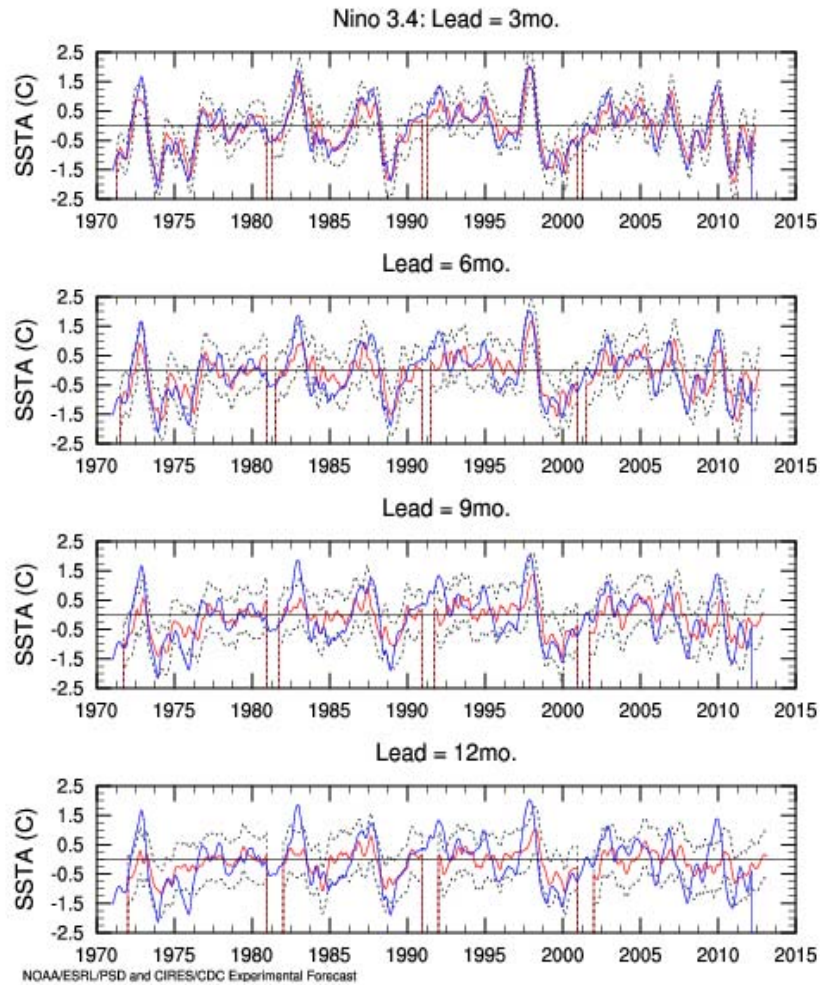 Nino 3.4: Lead = 3mo.
SSTA (C)
2.5
1.5
0.5
-0.5
-1.5
-2.5
1970 1975 1980 1985 1990 1995 2000 2005 2010 2015
Lead = 6mo.
SSTA (C)
2.5
1.5
0.5
-0.5
-1.5
-2.5
1970 1975 1980 1985 1990 1995 2000 2005 2010 2015
Lead = 9mo.
SSTA (C)
2.5
1.5
0.5
-0.5
-1.5
-2.5
1970 1975 1980 1985 1990 1995 2000 2005 2010 2015
Lead = 12mo.
SSTA (C)
2.5
1.5
0.5
-0.5
-1.5
-2.5
1970 1975 1980 1985 1990 1995 2000 2005 2010 2015
NOAA/ESRL/PSD and CIRES/CDC Experimental Forecast